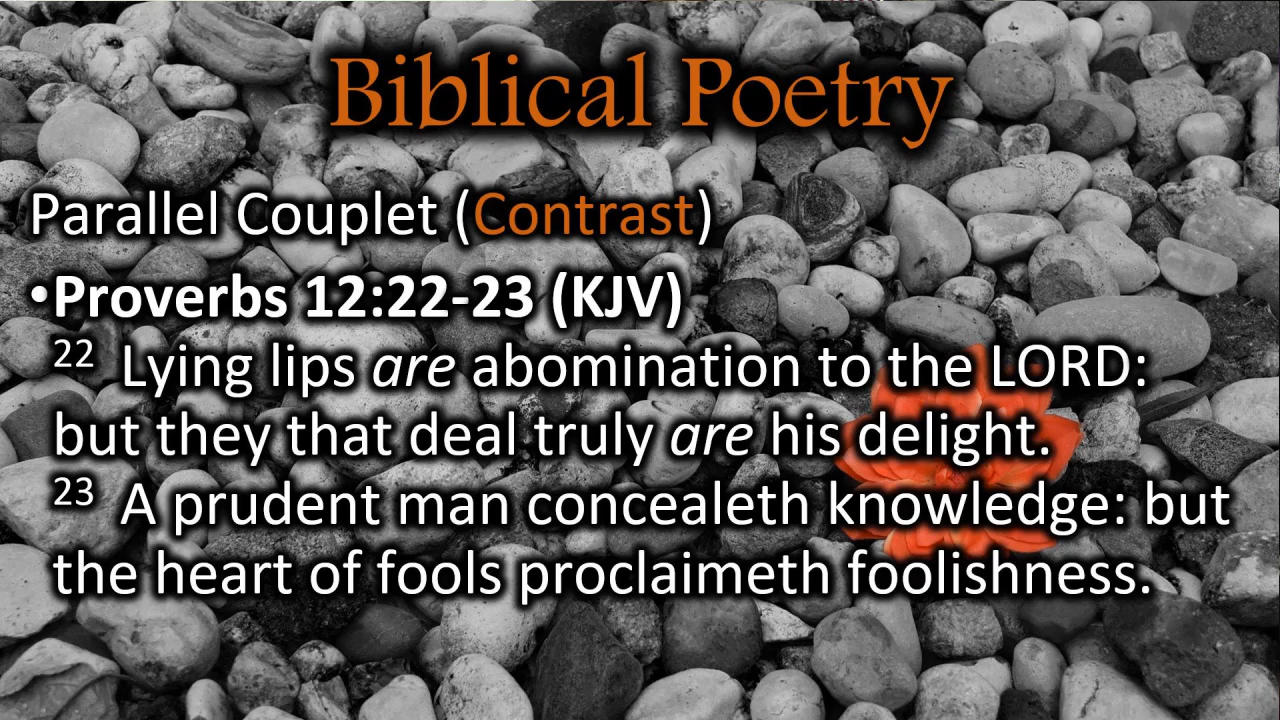 Biblical Poetry
Parallel Couplet (Contrast)
•Proverbs 12:22-23 (KJV)
22 Lying lips are abomination to the LORD:
but they that deal truly are his delight.
23 A prudent man concealeth knowledge: but
the heart of fools proclaimeth foolishness.